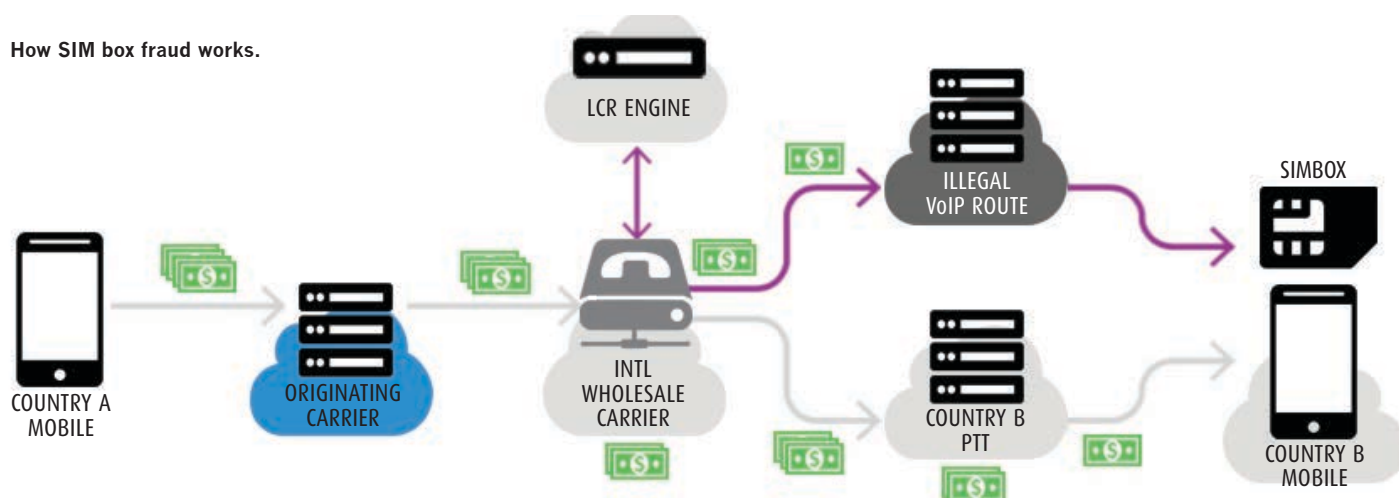 How SIM box fraud works.
LCR ENGINE
ILLEGAL
VoIP ROUTE
SIMBOX
COUNTRY A
MOBILE
ORIGINATING
CARRIER
INTL
WHOLESALE
CARRIER
COUNTRY B
PTT
COUNTRY B
MOBILE